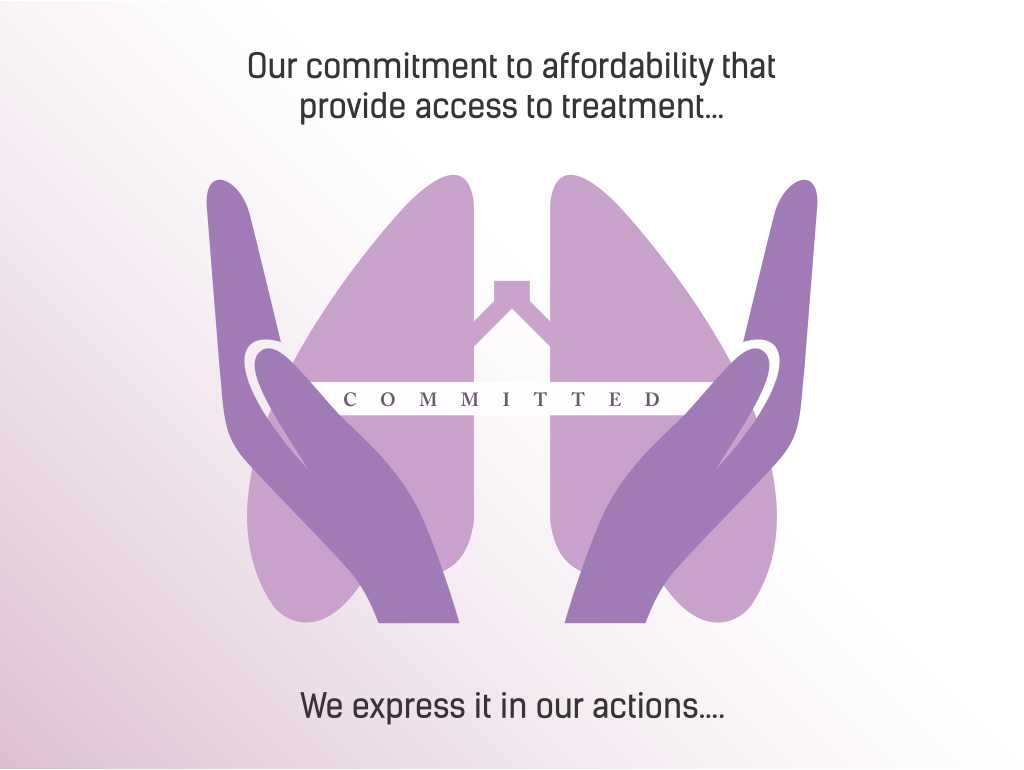 Our commitment to affordability that
provide access to treatment...
COMMITTED
We express it in our actions....